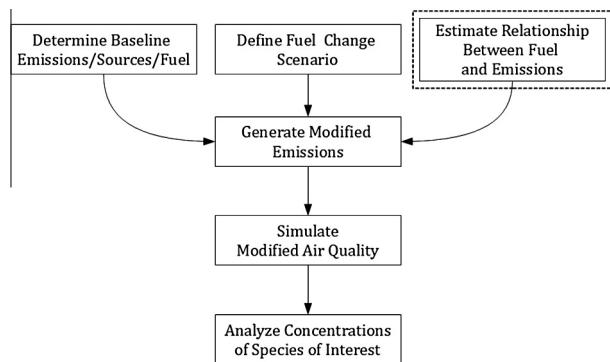 Determine Baseline
Emissions/Sources/Fuel
Define Fuel Change
Scenario
Estimate Relationship
Between Fuel
and Emissions
Generate Modified
Emissions
Simulate
Modified Air Quality
Analyze Concentrations
of Species of Interest